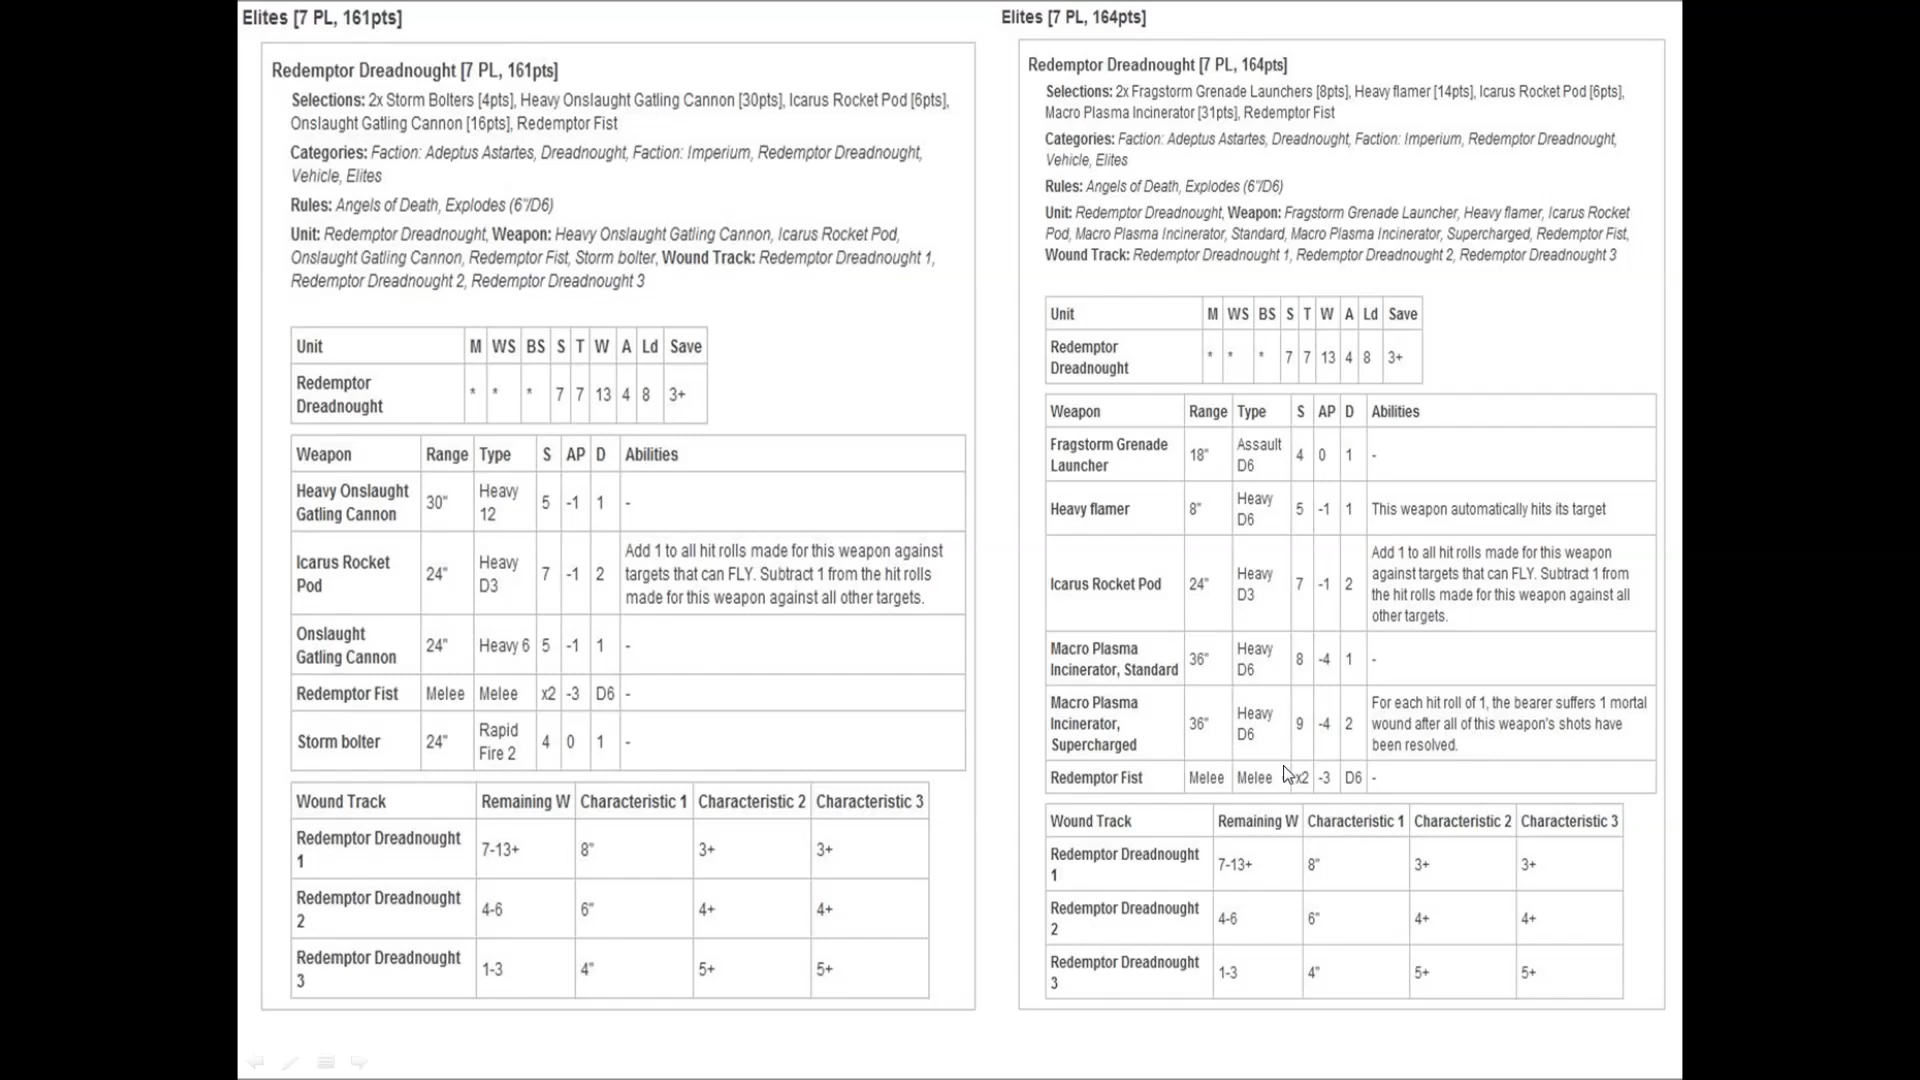 Elites [7 PL, 161pts]
Redemptor Dreadnought [7 PL, 161pts]
Selections: 2x Storm Bolters [4pts], Heavy Onslaught Gatling Cannon [30pts], Icarus Rocket Pod [6pts],
Onslaught Gatling Cannon [16pts], Redemptor Fist
Categories: Faction: Adeptus Astartes, Dreadnought, Faction: Imperium, Redemptor Dreadnought,
Vehicle, Elites
Rules: Angels of Death, Explodes (6"/D6)
Unit: Redemptor Dreadnought, Weapon: Heavy Onslaught Gatling Cannon, Icarus Rocket Pod,
Onslaught Gatling Cannon, Redemptor Fist, Storm bolter, Wound Track: Redemptor Dreadnought 1,
Redemptor Dreadnought 2, Redemptor Dreadnought 3
Unit M WS BS S T W A Ld Save
Redemptor
Dreadnought * * * 7 7 13 4 8 3+
Weapon Range Type S AP D Abilities
Heavy Onslaught
Gatling Cannon 30" Heavy
12 5 -1 1 -
Icarus Rocket
Pod 24" Heavy
D3 7 -1 2 Add 1 to all hit rolls made for this weapon against
targets that can FLY. Subtract 1 from the hit rolls
made for this weapon against all other targets.
Onslaught
Gatling Cannon 24" Heavy 6 5 -1 1 -
Redemptor Fist Melee Melee x2 -3 D6 -
Storm bolter 24" Rapid
Fire 2 4 0 1 -
Wound Track Remaining W Characteristic 1 Characteristic 2 Characteristic 3
Redemptor Dreadnought
1 7-13+ 8" 3+ 3+
Redemptor Dreadnought
2 4-6 6" 4+ 4+
Redemptor Dreadnought
3 1-3 4" 5+ 5+
Elites [7 PL, 164pts]
Redemptor Dreadnought [7 PL, 164pts]
Selections: 2x Fragstorm Grenade Launchers [8pts], Heavy flamer [14pts], Icarus Rocket Pod [6pts],
Macro Plasma Incinerator [31pts], Redemptor Fist
Categories: Faction: Adeptus Astartes, Dreadnought, Faction: Imperium, Redemptor Dreadnought,
Vehicle, Elites
Rules: Angels of Death, Explodes (6"/D6)
Unit: Redemptor Dreadnought, Weapon: Fragstorm Grenade Launcher, Heavy flamer, Icarus Rocket
Pod, Macro Plasma Incinerator, Standard, Macro Plasma Incinerator, Supercharged, Redemptor Fist,
Wound Track: Redemptor Dreadnought 1, Redemptor Dreadnought 2, Redemptor Dreadnought 3
Unit M WS BS S T W A Ld Save
Redemptor
Dreadnought * * * 7 7 13 4 8 3+
Weapon Range Type S AP D Abilities
Fragstorm Grenade
Launcher 18" Assault
D6 4 0 1 -
Heavy flamer 8" Heavy
D6 5 -1 1 This weapon automatically hits its target
Icarus Rocket Pod 24" Heavy
D3 7 -1 2 Add 1 to all hit rolls made for this weapon
against targets that can FLY. Subtract 1 from
the hit rolls made for this weapon against all
other targets.
Macro Plasma
Incinerator, Standard 36" Heavy
D6 8 -4 1 -
Macro Plasma
Incinerator,
Supercharged 36" Heavy
D6 9 -4 2 For each hit roll of 1, the bearer suffers 1 mortal
wound after all of this weapon's shots have
been resolved.
Redemptor Fist Melee Melee x2 -3 D6 -
Wound Track Remaining W Characteristic 1 Characteristic 2 Characteristic 3
Redemptor Dreadnought
1 7-13+ 8" 3+ 3+
Redemptor Dreadnought
2 4-6 6" 4+ 4+
Redemptor Dreadnought
3 1-3 4" 5+ 5+